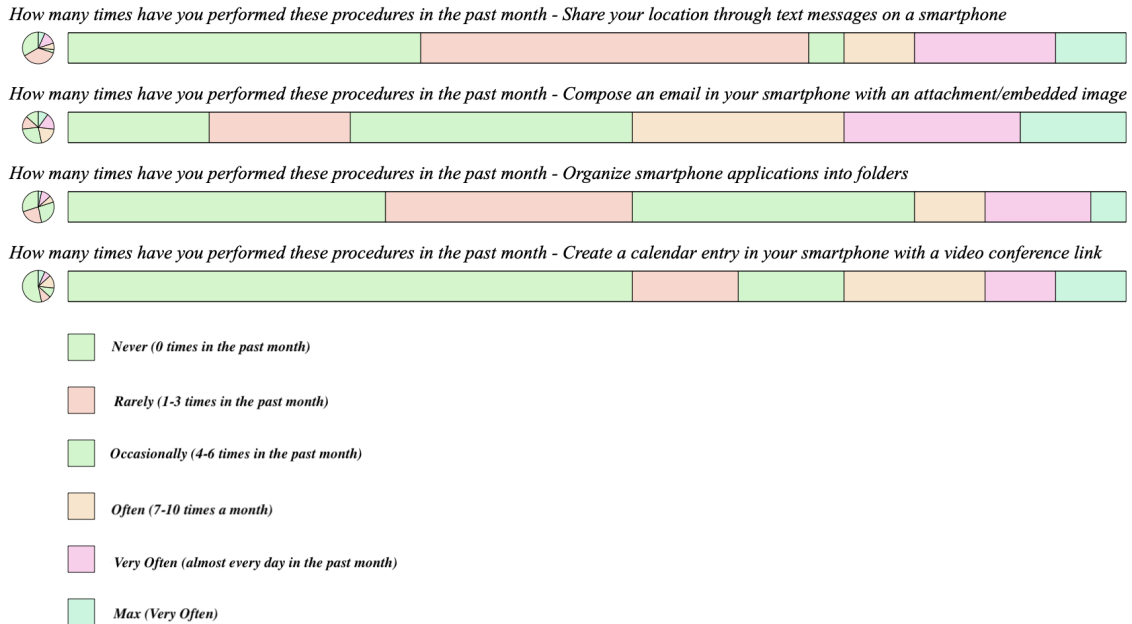 How many times have you performed these procedures in the past month - Share your location through text messages on a smartphone
How many times have you performed these procedures in the past month - Compose an email in your smartphone with an attachment/embedded image
How many times have you performed these procedures in the past month - Organize smartphone applications into folders
How many times have you performed these procedures in the past month - Create a calendar entry in your smartphone with a video conference link
Never (0 times in the past month)
Rarely (1-3 times in the past month)
Occasionally (4-6 times in the past month)
Often (7-10 times a month)
Very Often (almost every day in the past month)
Max (Very Often)